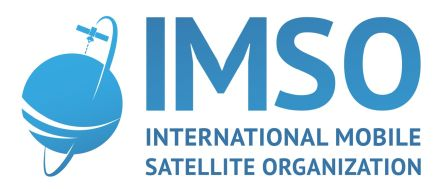 IMSO
INTERNATIONAL MOBILE
SATELLITE ORGANIZATION